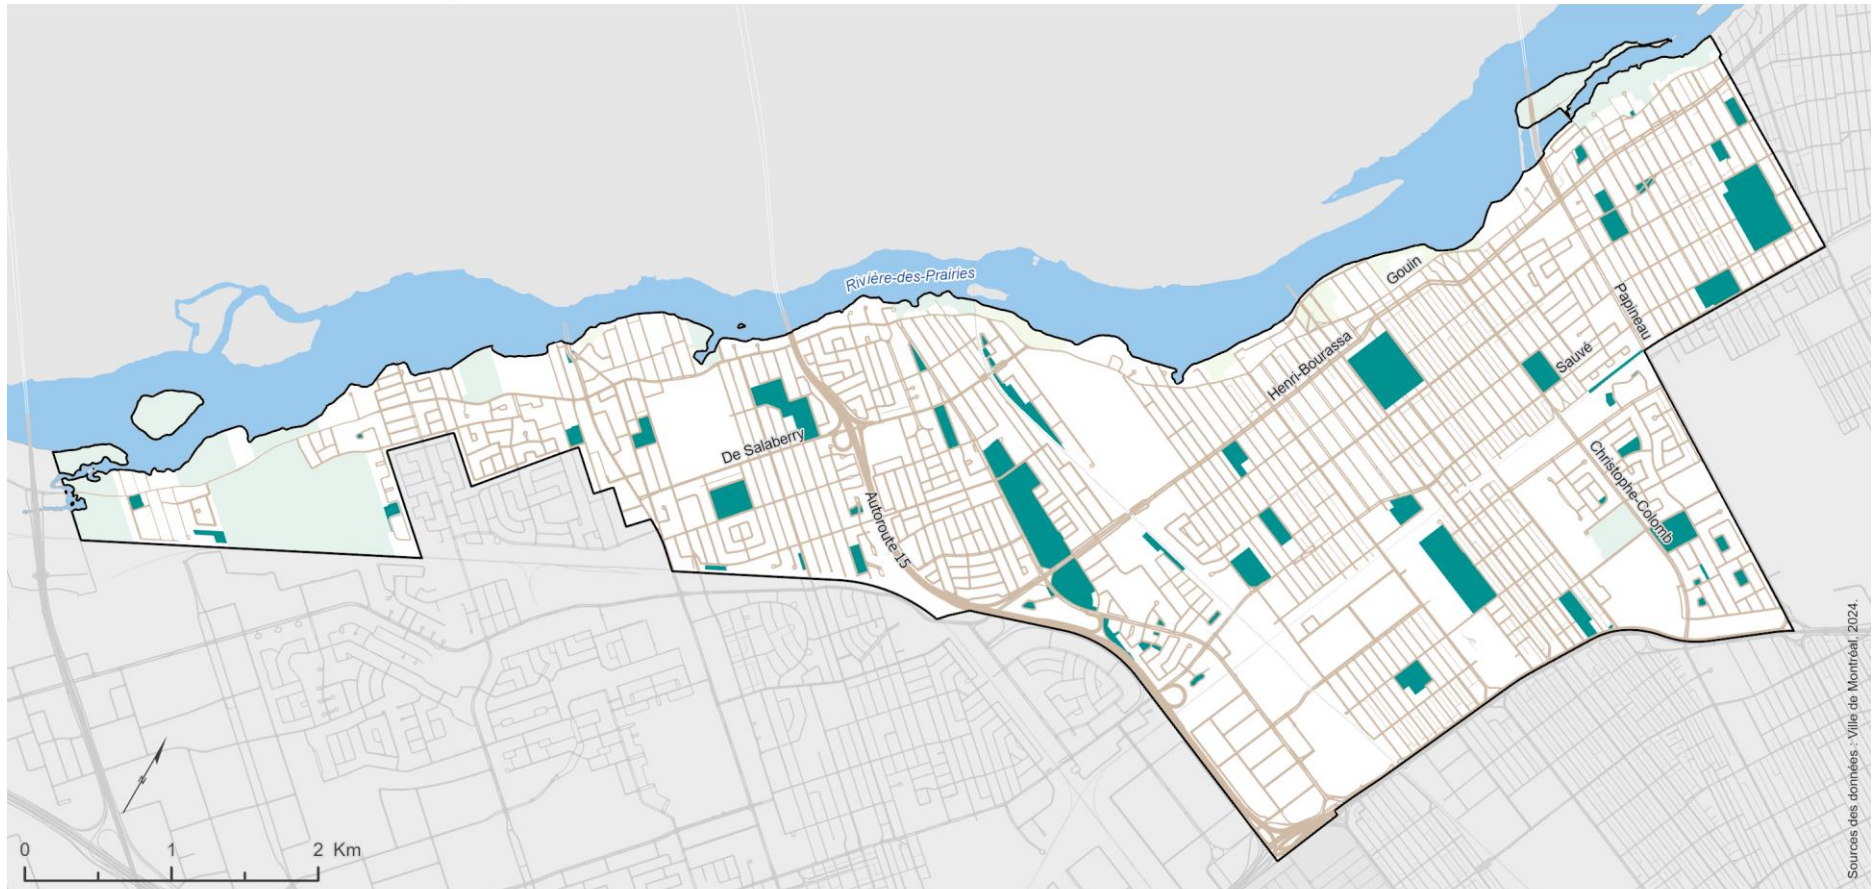 Rivière-des-Prairies
Gouin
Papineau
Henri-Bourassa
Sauvé
De Salaberry
Christophe-Colomb
Autoroute 15
N
0 1 2 Km
Sources des données : Ville de Montréal, 2024.